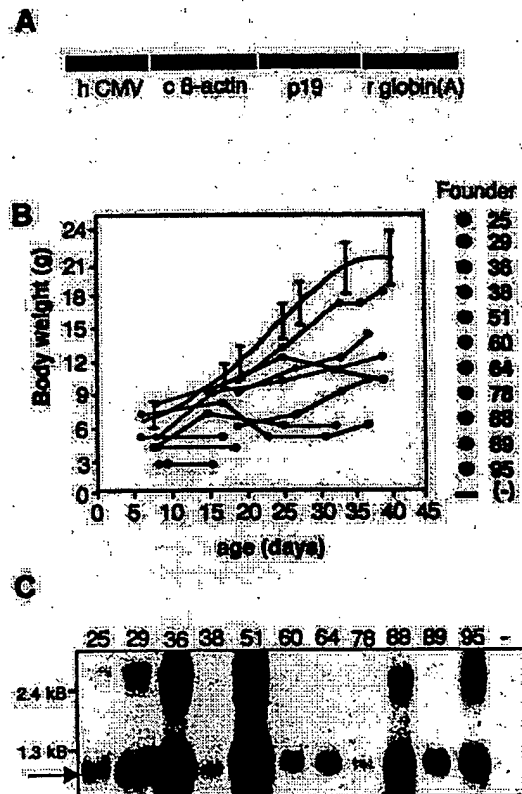 A
h CMV c ß-actin p19 r globin(A)
B
Founder
25
29
36
38
51
60
64
78
88
89
95
(-)
Body weight (g)
24
21
18
15
12
9
6
3
0
0 5 10 15 20 25 30 35 40 45
age (days)
C
25 29 36 38 51 60 64 78 88 89 95 -
2.4 kB
1.3 kB